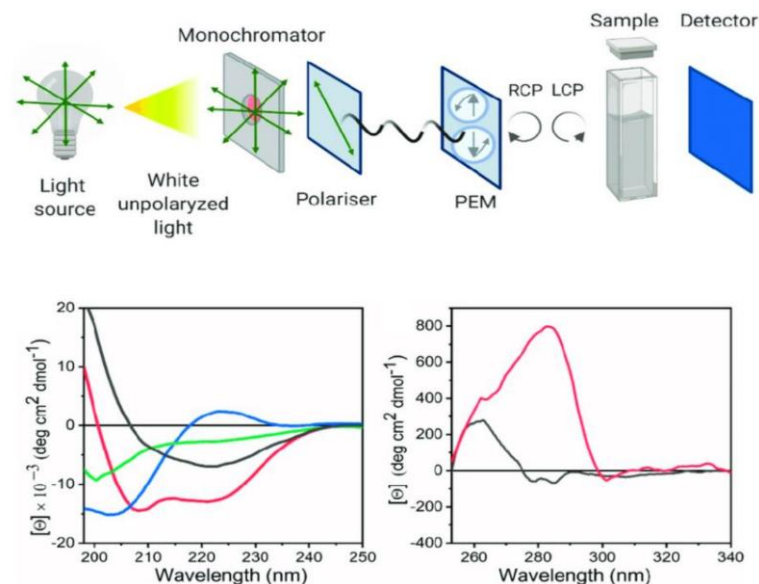 Sample
Detector
Monochromator
RCP LCP
Light
source
White
unpolaryzed
light
Polariser
PEM
20
10
0
-10
-20
[Θ] × 10⁻³ (deg cm² dmol⁻¹)
200 210 220 230 240 250
Wavelength (nm)
800
600
400
200
0
-200
-400
[Θ] (deg cm² dmol⁻¹)
260 280 300 320 340
Wavelength (nm)